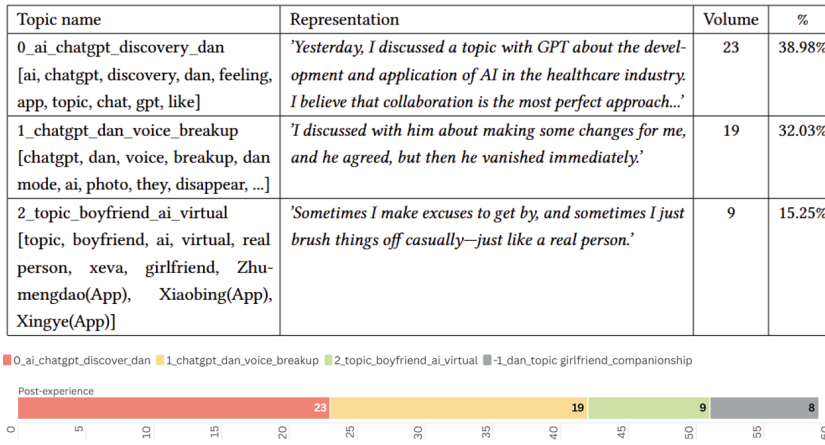 Topic name Representation Volume %
0_ai_chatgpt_discovery_dan 'Yesterday, I discussed a topic with GPT about the devel- 23 38.98%
[ai, chatgpt, discovery, dan, feeling, opment and application of AI in the healthcare industry.
app, topic, chat, gpt, like] I believe that collaboration is the most perfect approach...'
1_chatgpt_dan_voice_breakup 'I discussed with him about making some changes for me, 19 32.03%
[chatgpt, dan, voice, breakup, dan and he agreed, but then he vanished immediately.'
mode, ai, photo, they, disappear, ...]
2_topic_boyfriend_ai_virtual 'Sometimes I make excuses to get by, and sometimes I just 9 15.25%
[topic, boyfriend, ai, virtual, real brush things off casually—just like a real person.'
person, xeva, girlfriend, Zhu-
mengdao(App), Xiaobing(App),
Xingye(App)]
0_ai_chatgpt_discover_dan 1_chatgpt_dan_voice_breakup 2_topic_boyfriend_ai_virtual -1_dan_topic girlfriend_companionship
Post-experience
23 19 9 8
0 5 10 15 20 25 30 35 40 45 50 55